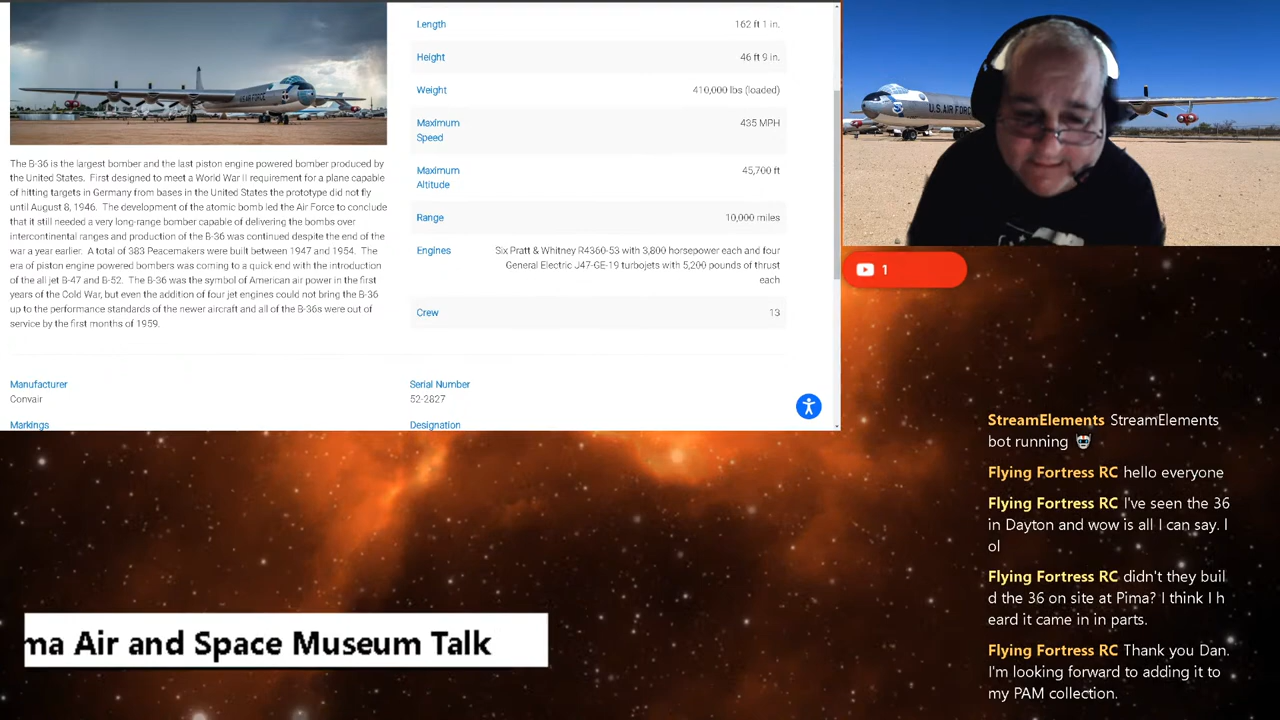 Length 162 ft 1 in.
Height 46 ft 9 in.
Weight 410,000 lbs (loaded)
Maximum Speed 435 MPH
Maximum Altitude 45,700 ft
Range 10,000 miles
Engines Six Pratt & Whitney R4360-53 with 3,800 horsepower each and four
General Electric J47-GE-19 turbojets with 5,200 pounds of thrust
each
Crew 13
The B-36 is the largest bomber and the last piston engine powered bomber produced by
the United States. First designed to meet a World War II requirement for a plane capable
of hitting targets in Germany from bases in the United States the prototype did not fly
until August 8, 1946. The development of the atomic bomb led the Air Force to conclude
that it still needed a very long-range bomber capable of delivering the bombs over
intercontinental ranges and production of the B-36 was continued despite the end of the
war a year earlier. A total of 383 Peacemakers were built between 1947 and 1954. The
era of piston engine powered bombers was coming to a quick end with the introduction
of the all jet B-47 and B-52. The B-36 was the symbol of American air power in the first
years of the Cold War, but even the addition of four jet engines could not bring the B-36
up to the performance standards of the newer aircraft and all of the B-36s were out of
service by the first months of 1959.
Manufacturer
Convair
Serial Number
52-2827
Markings
Designation
U.S. AIR FORCE
1
StreamElements StreamElements
bot running
Flying Fortress RC hello everyone
Flying Fortress RC I've seen the 36
in Dayton and wow is all I can say. l
ol
Flying Fortress RC didn't they buil
d the 36 on site at Pima? I think I h
eard it came in in parts.
Flying Fortress RC Thank you Dan.
I'm looking forward to adding it to
my PAM collection.
ma Air and Space Museum Talk